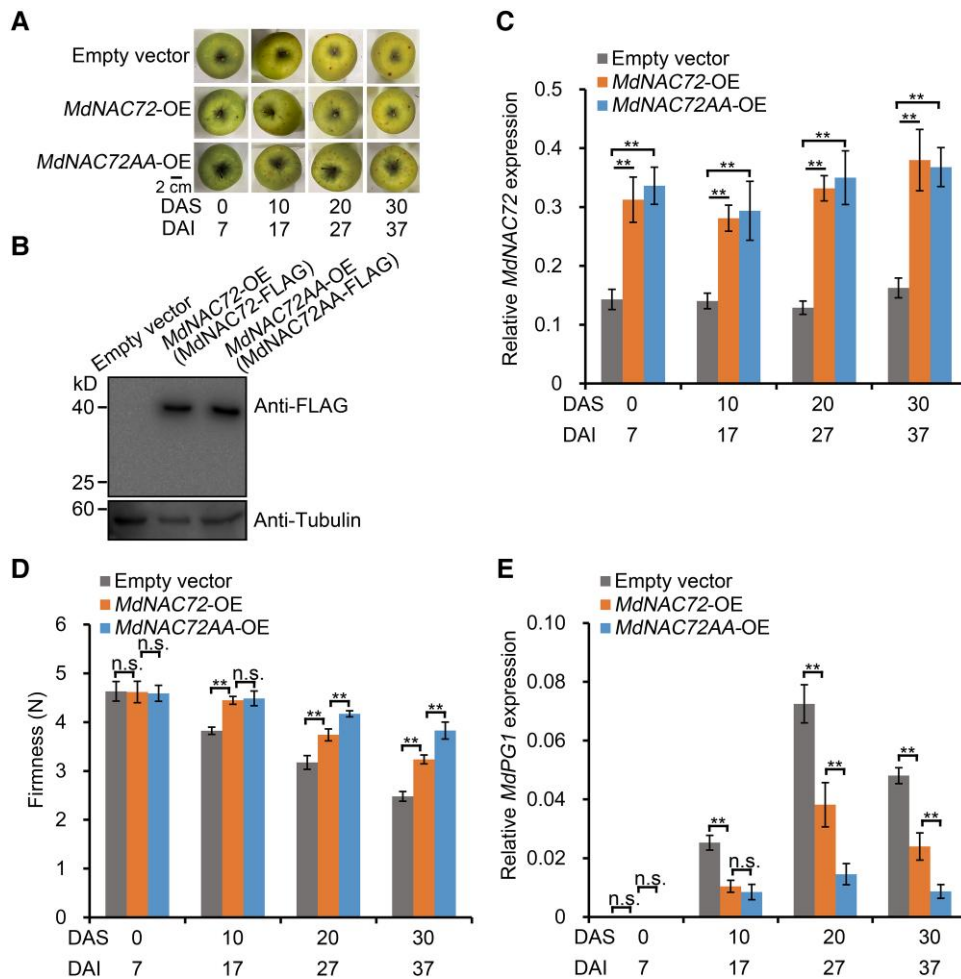 A
Empty vector
MdNAC72-OE
MdNAC72AA-OE
2 cm
DAS 0 10 20 30
DAI 7 17 27 37
B
Empty vector
MdNAC72-OE
(MdNAC72-FLAG)
MdNAC72AA-OE
(MdNAC72AA-FLAG)
kD
40
Anti-FLAG
25
60
Anti-Tubulin
C
Empty vector
MdNAC72-OE
MdNAC72AA-OE
Relative MdNAC72 expression
0.5
0.4
0.3
0.2
0.1
0
** ** ** ** ** ** ** **
DAS 0 10 20 30
DAI 7 17 27 37
D
Empty vector
MdNAC72-OE
MdNAC72AA-OE
Firmness (N)
6
5
4
3
2
1
0
n.s. n.s. ** n.s. ** ** ** **
DAS 0 10 20 30
DAI 7 17 27 37
E
Empty vector
MdNAC72-OE
MdNAC72AA-OE
Relative MdPG1 expression
0.10
0.08
0.06
0.04
0.02
0
n.s. n.s. ** n.s. ** ** ** **
DAS 0 10 20 30
DAI 7 17 27 37